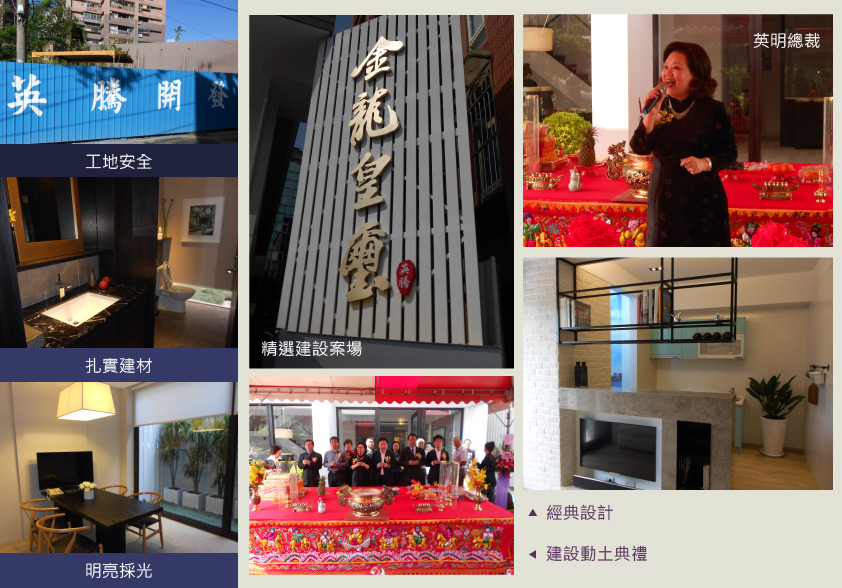 英騰開發
工地安全
扎實建材
明亮採光
金龍皇璽
英騰
精選建設案場
英明總裁
▲ 經典設計
◀ 建設動土典禮